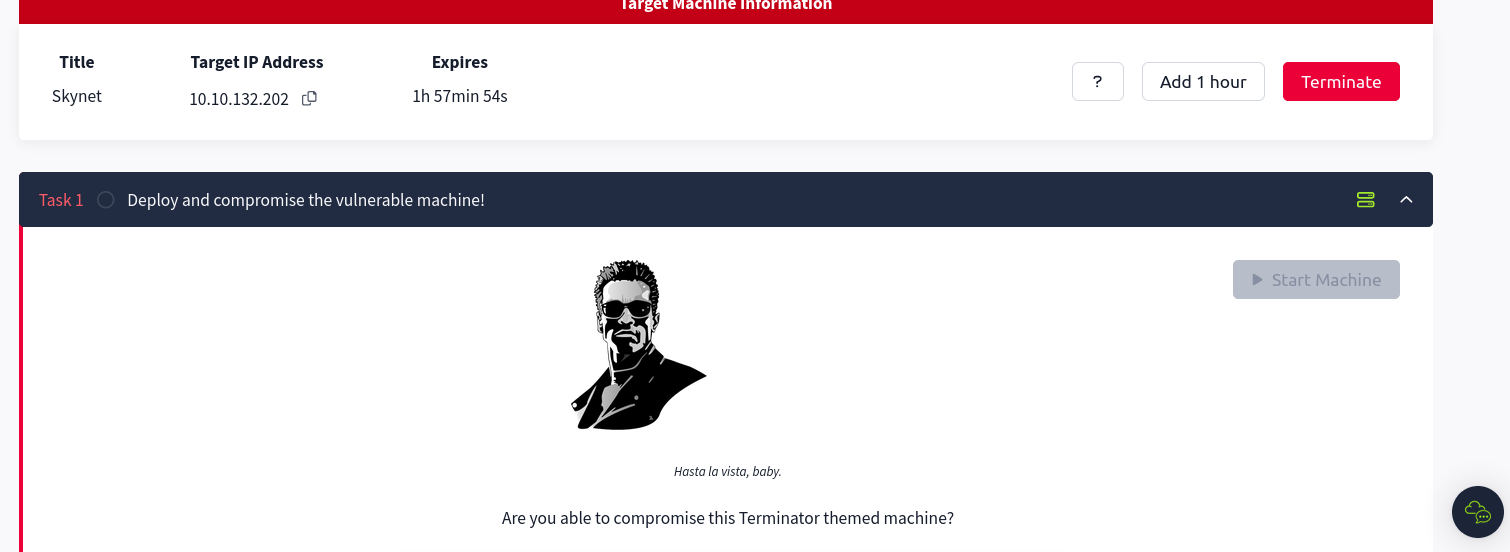 Target Machine Information
Title Target IP Address Expires
Skynet 10.10.132.202 1h 57min 54s
? Add 1 hour Terminate
Task 1 Deploy and compromise the vulnerable machine!
Start Machine
Hasta la vista, baby.
Are you able to compromise this Terminator themed machine?